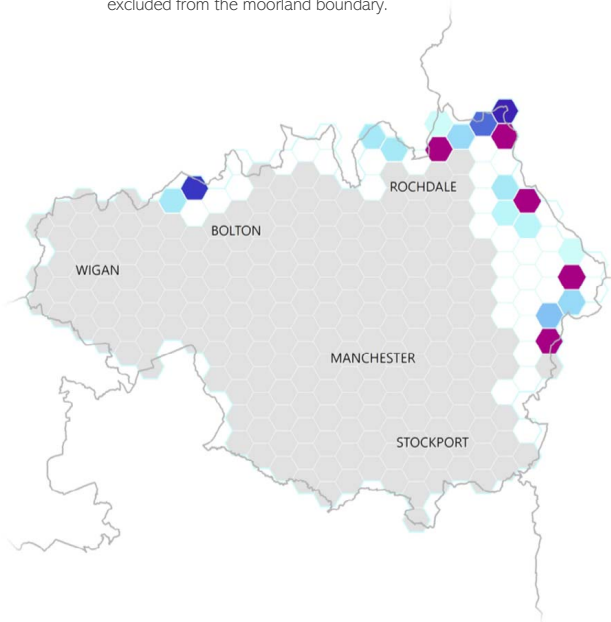 excluded from the moorland boundary.
ROCHDALE
BOLTON
WIGAN
MANCHESTER
STOCKPORT